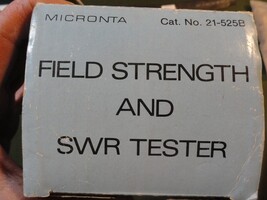 MICRONTA Cat. No. 21-525B
FIELD STRENGTH
AND
SWR TESTER